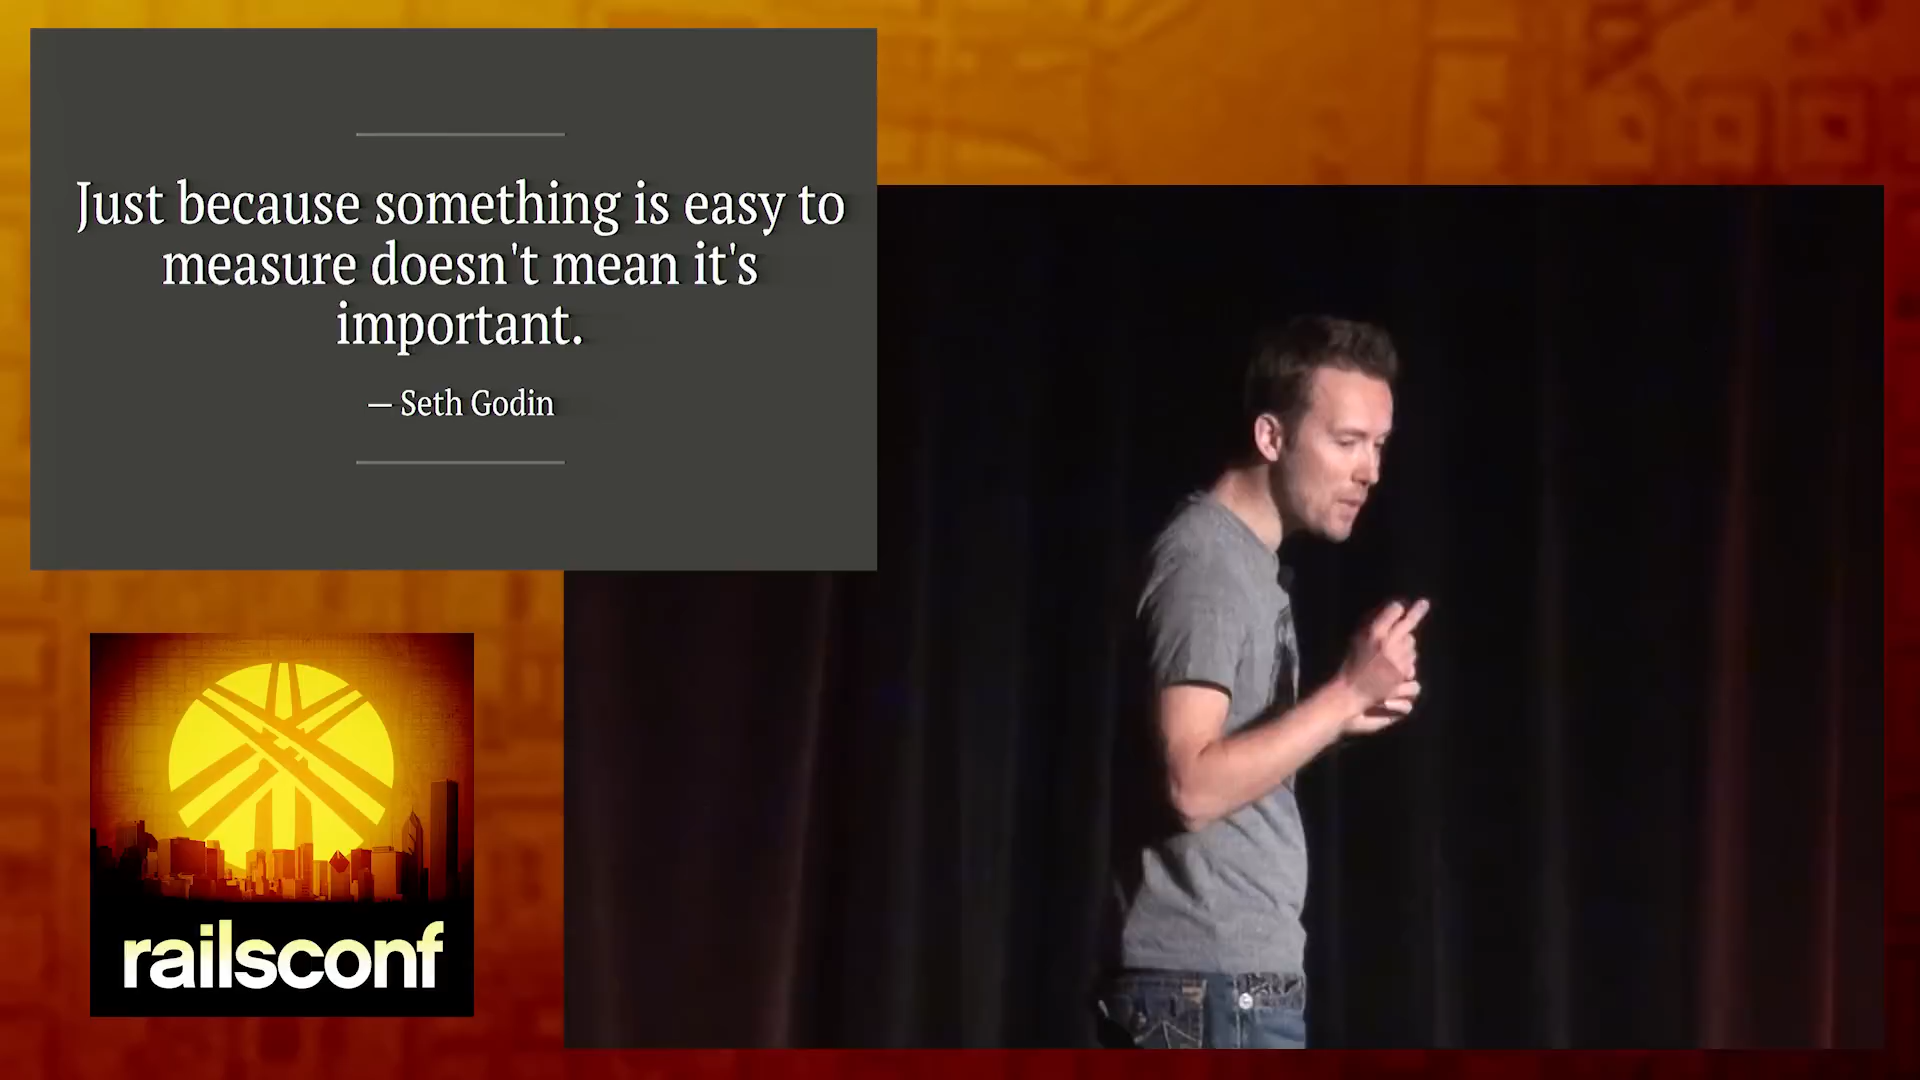 Just because something is easy to
measure doesn't mean it's
important.
— Seth Godin
railsconf